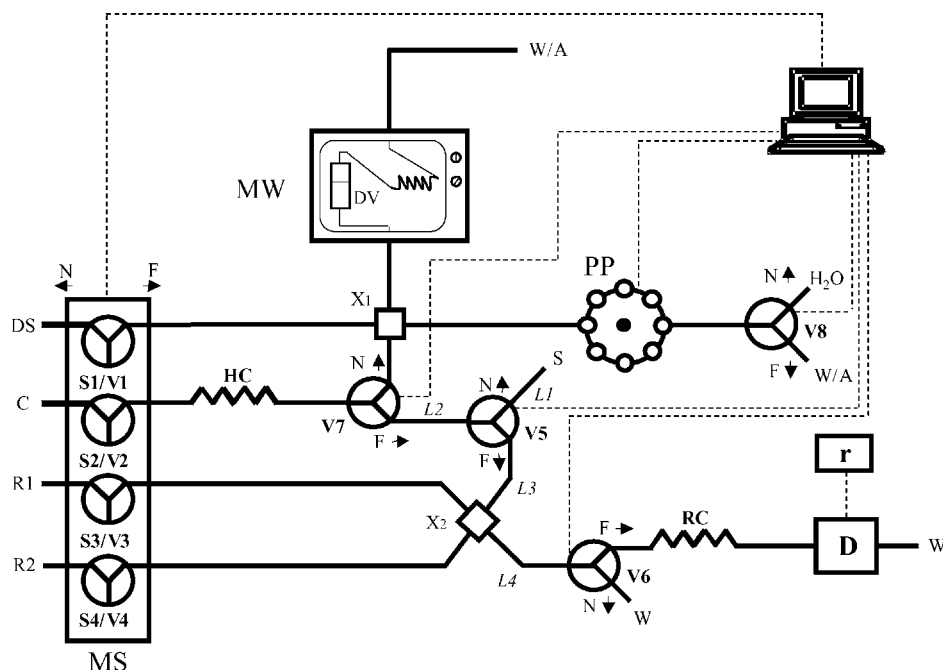 W/A
MW
DV
PP
N
F
N
H₂O
X₁
DS
V8
S1/V1
S
F
W/A
N
N
C
HC
L1
L2
V7
V5
F
S2/V2
F
r
R1
L3
X₂
S3/V3
F
RC
R2
D
W
L4
V6
N
W
S4/V4
MS